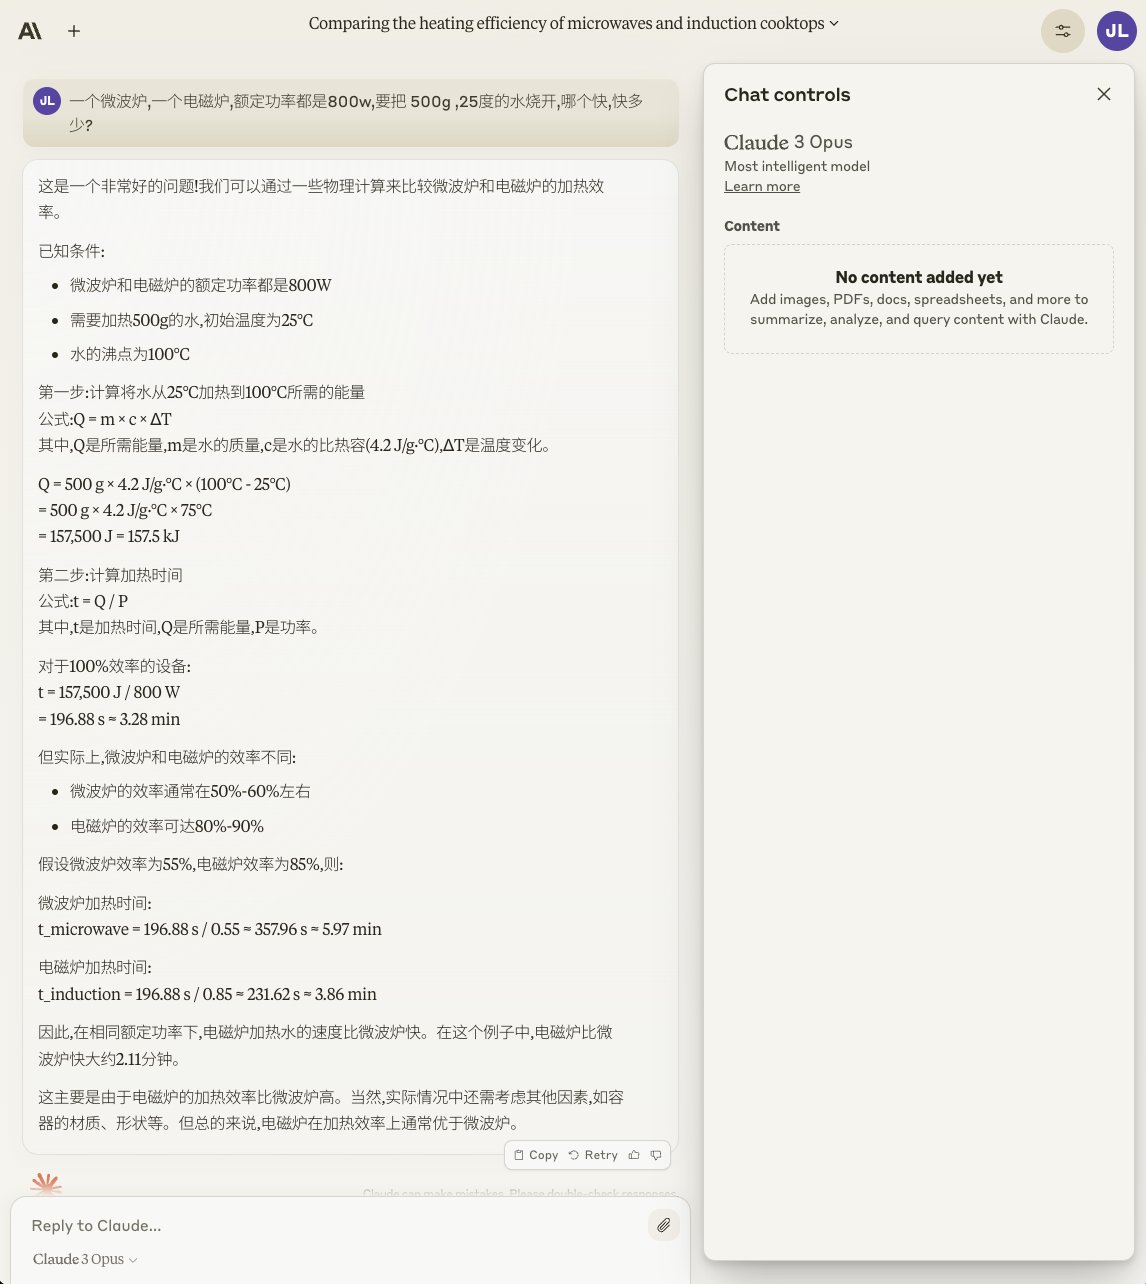 Comparing the heating efficiency of microwaves and induction cooktops
JL
JL
一个微波炉,一个电磁炉,额定功率都是800w,要把 500g ,25度的水烧开,哪个快,快多
少?
这是一个非常好的问题!我们可以通过一些物理计算来比较微波炉和电磁炉的加热效
率。
已知条件:
• 微波炉和电磁炉的额定功率都是800W
• 需要加热500g的水,初始温度为25°C
• 水的沸点为100°C
第一步:计算将水从25°C加热到100°C所需的能量
公式:Q = m × c × ΔT
其中,Q是所需能量,m是水的质量,c是水的比热容(4.2 J/g·°C),ΔT是温度变化。
Q = 500 g × 4.2 J/g·°C × (100°C - 25°C)
= 500 g × 4.2 J/g·°C × 75°C
= 157,500 J = 157.5 kJ
第二步:计算加热时间
公式:t = Q / P
其中,t是加热时间,Q是所需能量,P是功率。
对于100%效率的设备:
t = 157,500 J / 800 W
= 196.88 s ≈ 3.28 min
但实际上,微波炉和电磁炉的效率不同:
• 微波炉的效率通常在50%-60%左右
• 电磁炉的效率可达80%-90%
假设微波炉效率为55%,电磁炉效率为85%,则:
微波炉加热时间:
t_microwave = 196.88 s / 0.55 ≈ 357.96 s ≈ 5.97 min
电磁炉加热时间:
t_induction = 196.88 s / 0.85 ≈ 231.62 s ≈ 3.86 min
因此,在相同额定功率下,电磁炉加热水的速度比微波炉快。在这个例子中,电磁炉比微
波炉快大约2.11分钟。
这主要是由于电磁炉的加热效率比微波炉高。当然,实际情况中还需考虑其他因素,如容
器的材质、形状等。但总的来说,电磁炉在加热效率上通常优于微波炉。
Copy Retry
Claude can make mistakes. Please double-check responses.
Reply to Claude...
Claude 3 Opus
Chat controls
Claude 3 Opus
Most intelligent model
Learn more
Content
No content added yet
Add images, PDFs, docs, spreadsheets, and more to
summarize, analyze, and query content with Claude.